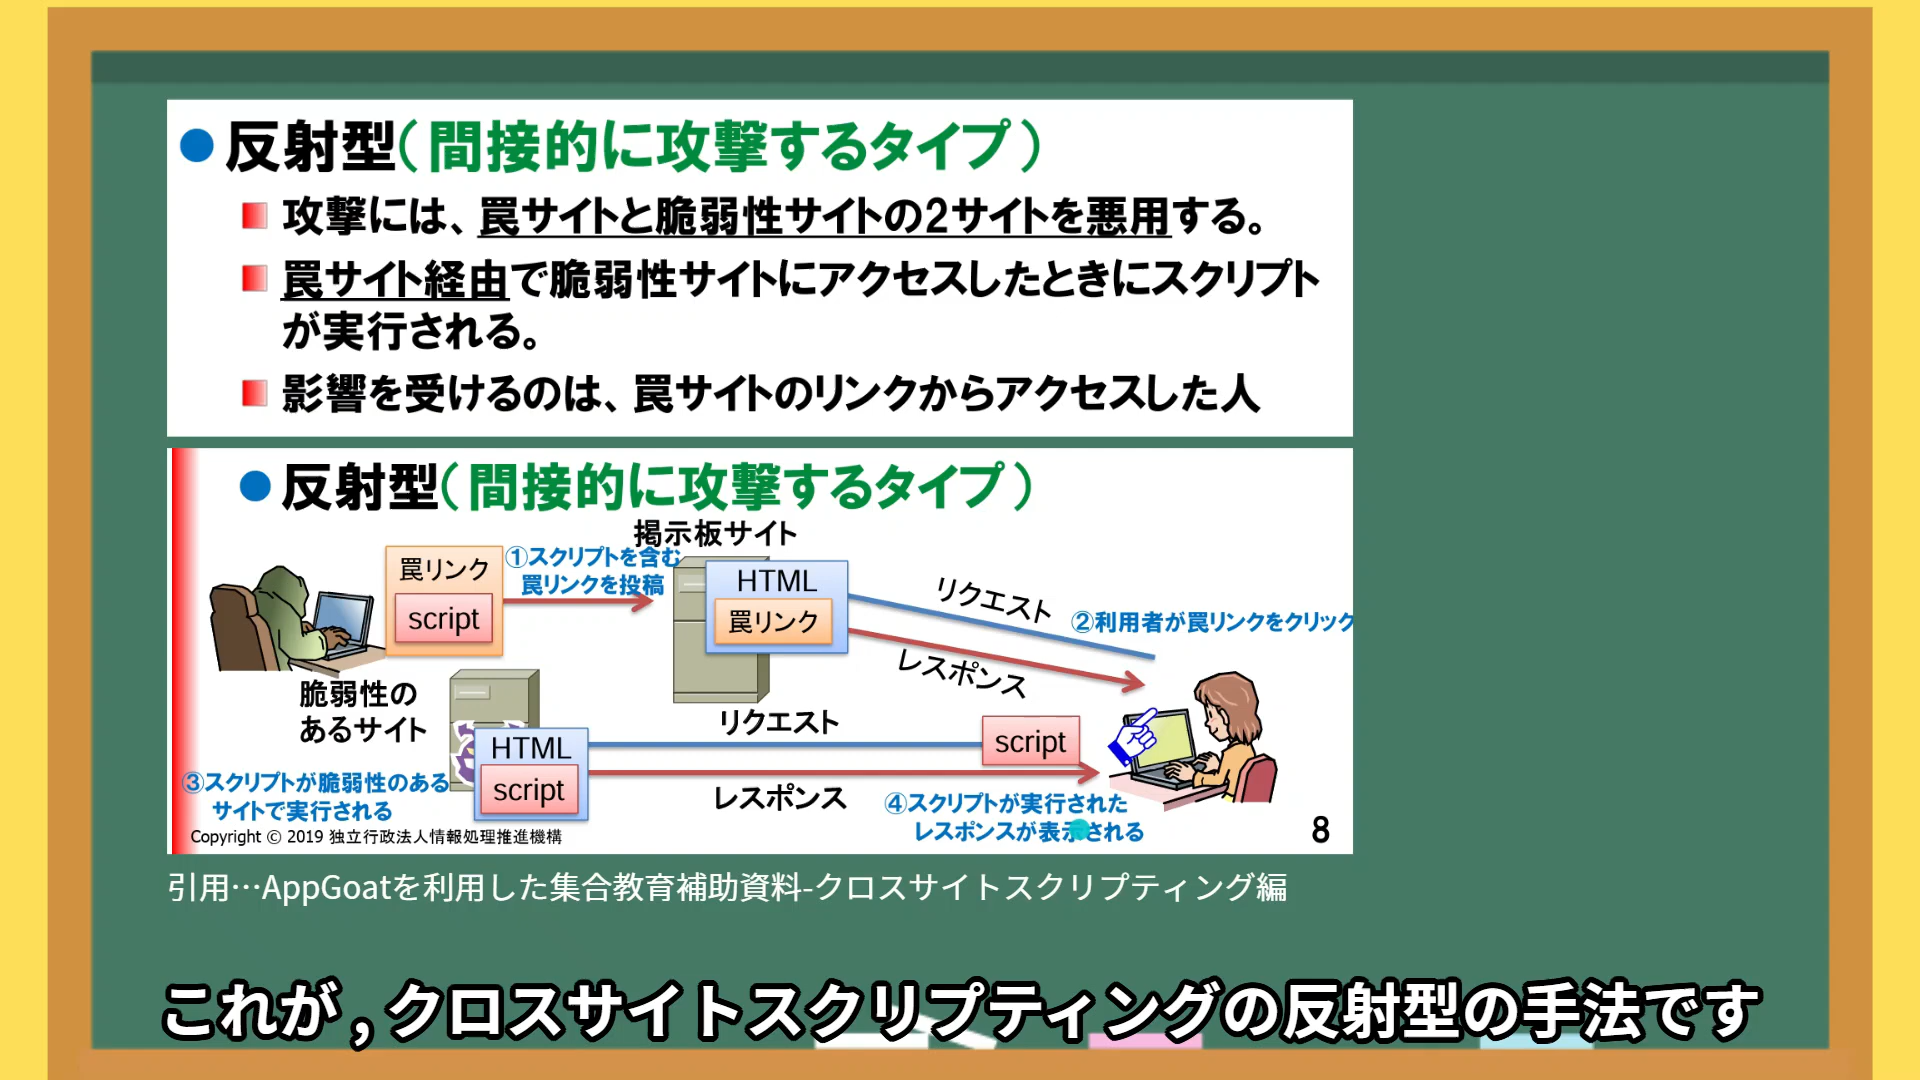 反射型（間接的に攻撃するタイプ）
攻撃には、罠サイトと脆弱性サイトの2サイトを悪用する。
罠サイト経由で脆弱性サイトにアクセスしたときにスクリプト
が実行される。
影響を受けるのは、罠サイトのリンクからアクセスした人
反射型（間接的に攻撃するタイプ）
掲示板サイト
罠リンク
script
①スクリプトを含む
罠リンクを投稿
HTML
罠リンク
リクエスト
②利用者が罠リンクをクリック
レスポンス
脆弱性の
あるサイト
HTML
script
リクエスト
script
レスポンス
③スクリプトが脆弱性のある
サイトで実行される
④スクリプトが実行された
レスポンスが表示される
Copyright © 2019 独立行政法人情報処理推進機構
8
引用…AppGoatを利用した集合教育補助資料-クロスサイトスクリプティング編
これが,クロスサイトスクリプティングの反射型の手法です